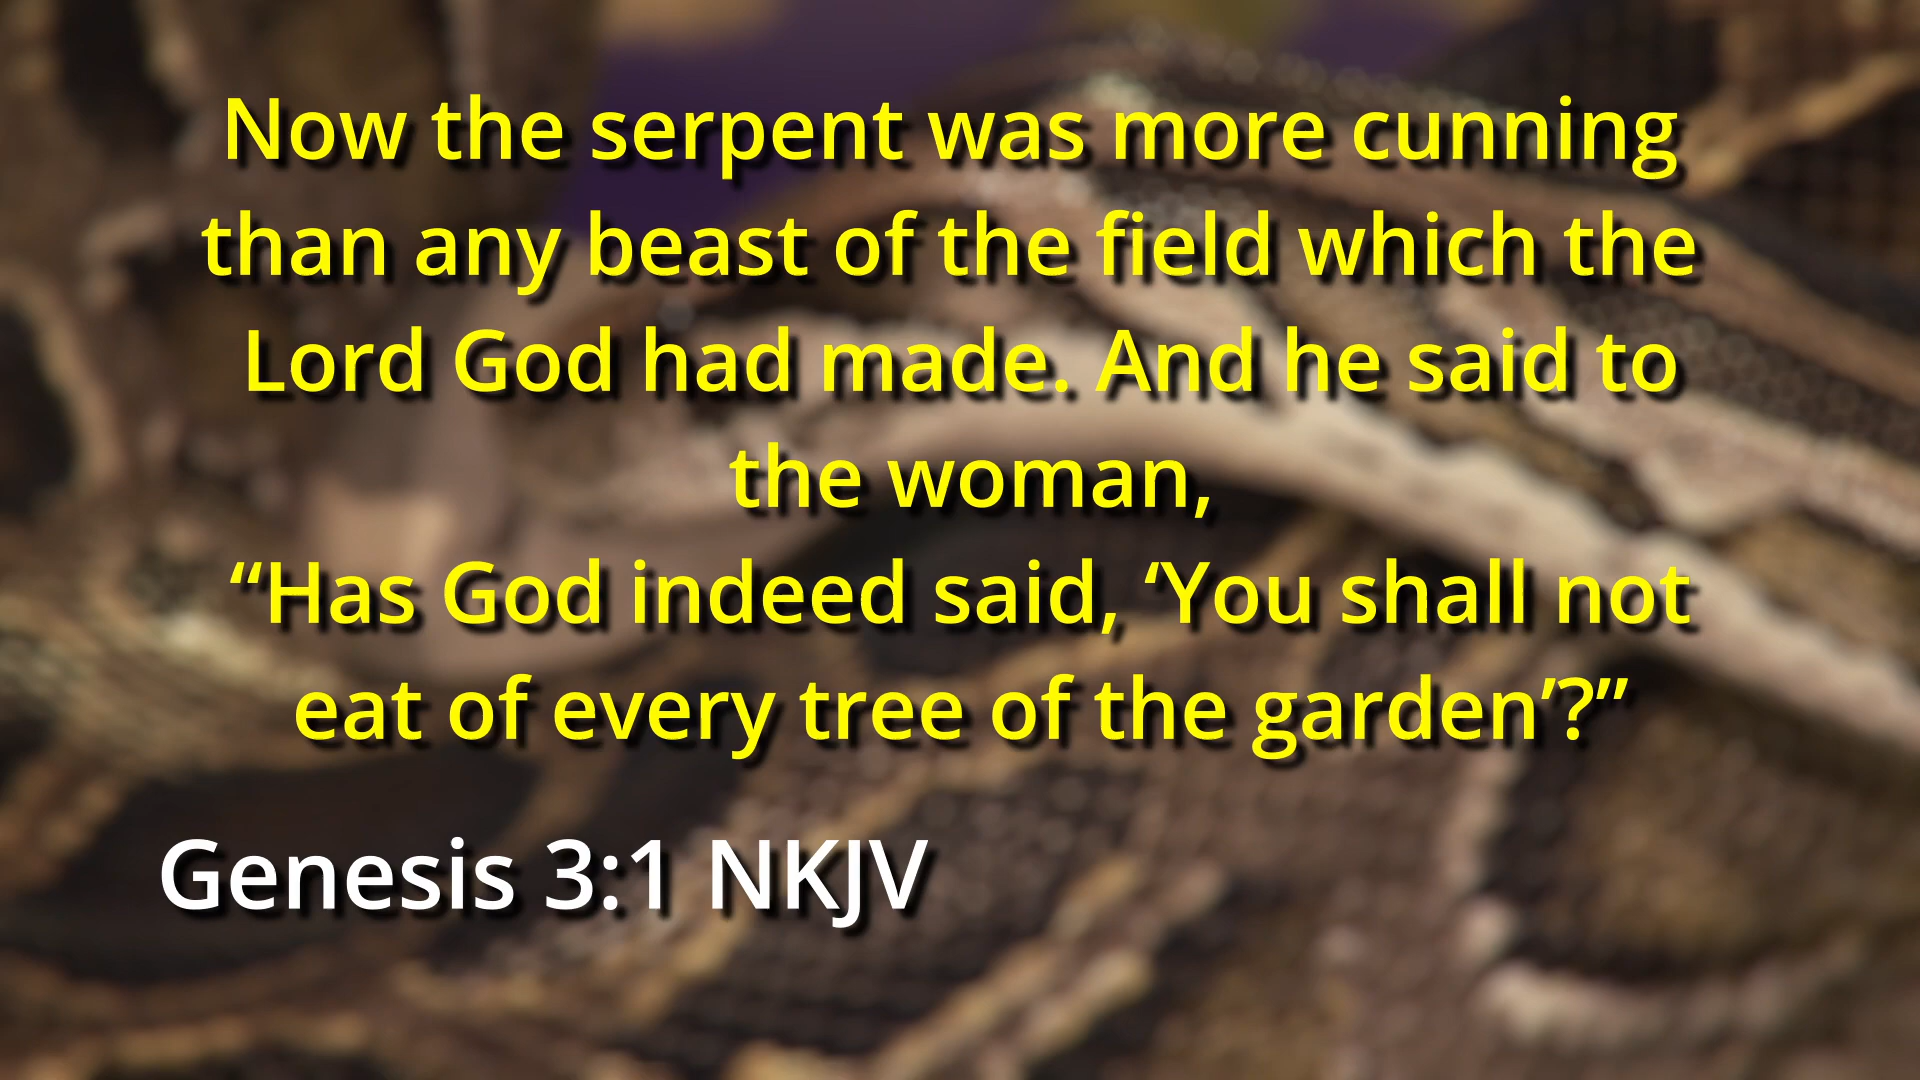 Now the serpent was more cunning
than any beast of the field which the
Lord God had made. And he said to
the woman,
“Has God indeed said, ‘You shall not
eat of every tree of the garden’?”
Genesis 3:1 NKJV